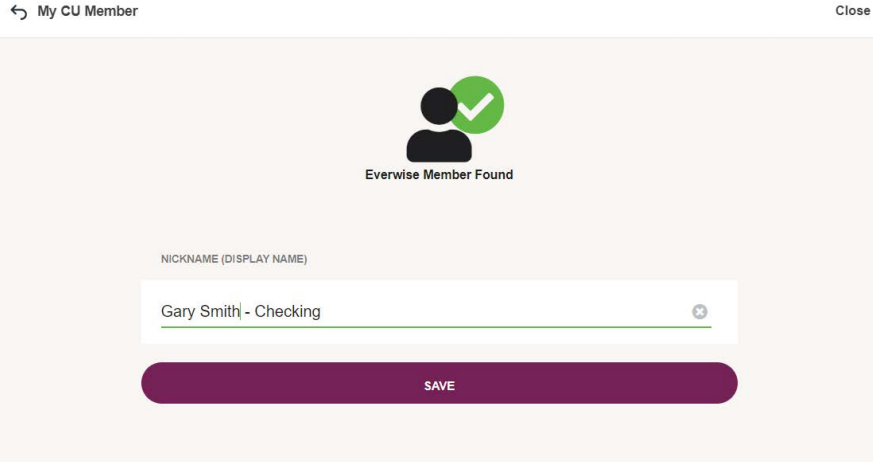 My CU Member
Close
Everwise Member Found
NICKNAME (DISPLAY NAME)
Gary Smith - Checking
SAVE